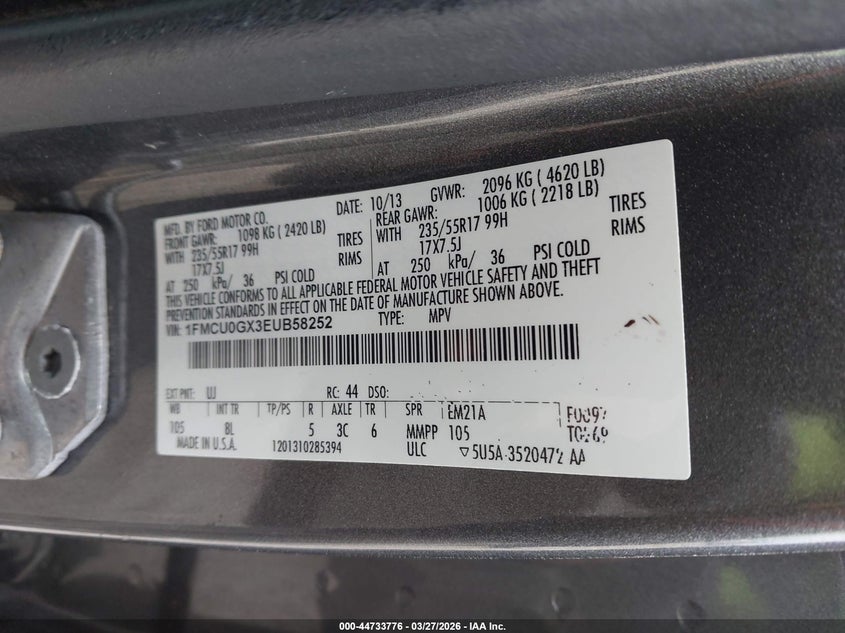 MFD. BY FORD MOTOR CO.
DATE: 10/13 GVWR: 2096 KG ( 4620 LB)
FRONT GAWR: 1098 KG ( 2420 LB) REAR GAWR: 1006 KG ( 2218 LB)
WITH 235/55R17 99H TIRES WITH 235/55R17 99H TIRES
17X7.5J RIMS 17X7.5J RIMS
AT 250 kPa/ 36 PSI COLD AT 250 kPa/ 36 PSI COLD
THIS VEHICLE CONFORMS TO ALL APPLICABLE FEDERAL MOTOR VEHICLE SAFETY AND THEFT
PREVENTION STANDARDS IN EFFECT ON THE DATE OF MANUFACTURE SHOWN ABOVE.
VIN: 1FMCU0GX3EUB58252 TYPE: MPV
EXT PNT: UJ RC: 44 DSO:
WB INT TR TP/PS R AXLE TR SPR EM21A
105 8L 5 3C 6 MMPP 105
MADE IN U.S.A. 1201310285394 ULC ▽5U5A-3520472 AA
000-44733776 — 03/27/2026 — IAA Inc.